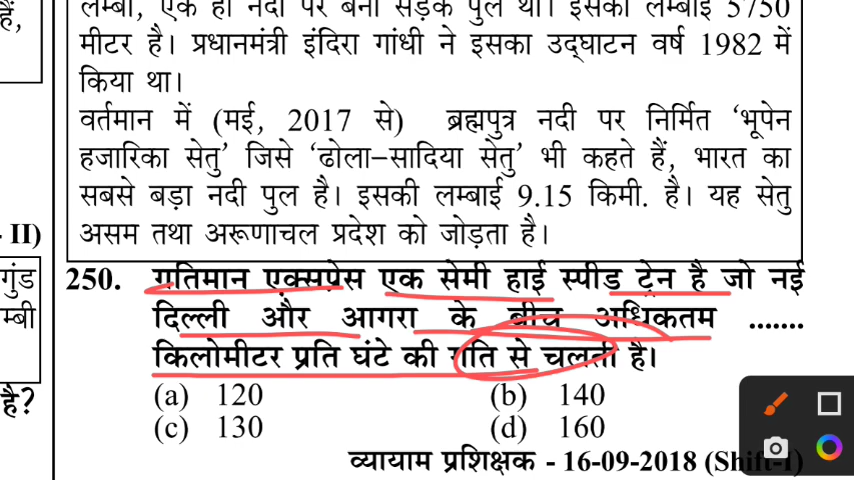 लम्बा, एक ही नदी पर बना सड़क पुल था। इसकी लम्बाई 5750
हैं,
मीटर है। प्रधानमंत्री इंदिरा गांधी ने इसका उद्घाटन वर्ष 1982 में
किया था।
वर्तमान में (मई, 2017 से) ब्रह्मपुत्र नदी पर निर्मित ‘भूपेन
हजारिका सेतु’ जिसे ‘ढोला–सादिया सेतु’ भी कहते हैं, भारत का
सबसे बड़ा नदी पुल है। इसकी लम्बाई 9.15 किमी. है। यह सेतु
- II)
असम तथा अरूणाचल प्रदेश को जोड़ता है।
गुंड
250. गतिमान एक्सप्रेस एक सेमी हाई स्पीड ट्रेन है जो नई
म्बी
दिल्ली और आगरा के बीच अधिकतम .......
किलोमीटर प्रति घंटे की गति से चलती है।
है?
(a) 120
(b) 140
(c) 130
(d) 160
व्यायाम प्रशिक्षक - 16-09-2018 (Shift-I)